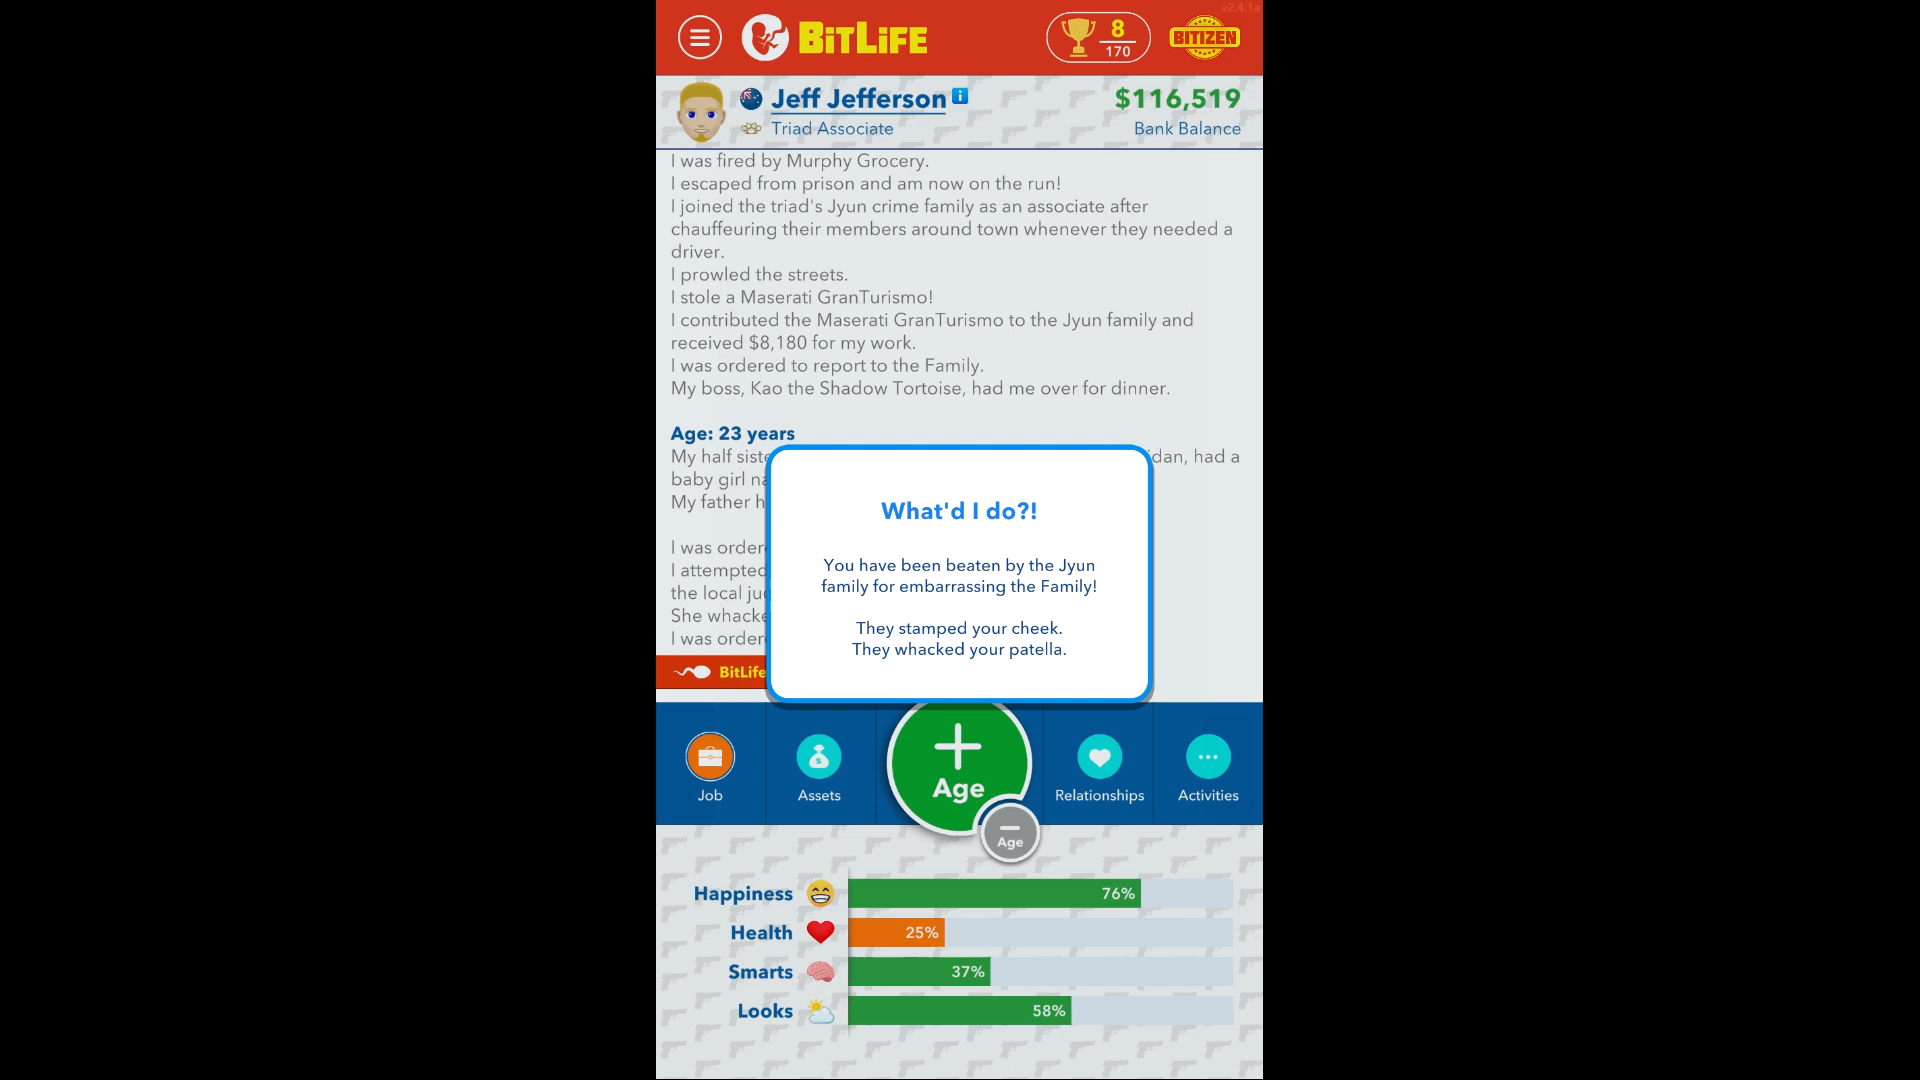 v2.4.1a
BITLIFE
8
170
BITIZEN
Jeff Jefferson
$116,519
Triad Associate
Bank Balance
I was fired by Murphy Grocery.
I escaped from prison and am now on the run!
I joined the triad's Jyun crime family as an associate after
chauffeuring their members around town whenever they needed a
driver.
I prowled the streets.
I stole a Maserati GranTurismo!
I contributed the Maserati GranTurismo to the Jyun family and
received $8,180 for my work.
I was ordered to report to the Family.
My boss, Kao the Shadow Tortoise, had me over for dinner.
Age: 23 years
My half
had a
baby girl
My father
I was
I attempted
the local
She
I was
BitLife
What'd I do?!
You have been beaten by the Jyun
family for embarrassing the Family!
They stamped your cheek.
They whacked your patella.
Job
Assets
+
Age
Relationships
Activities
Age
Happiness
76%
Health
25%
Smarts
37%
Looks
58%